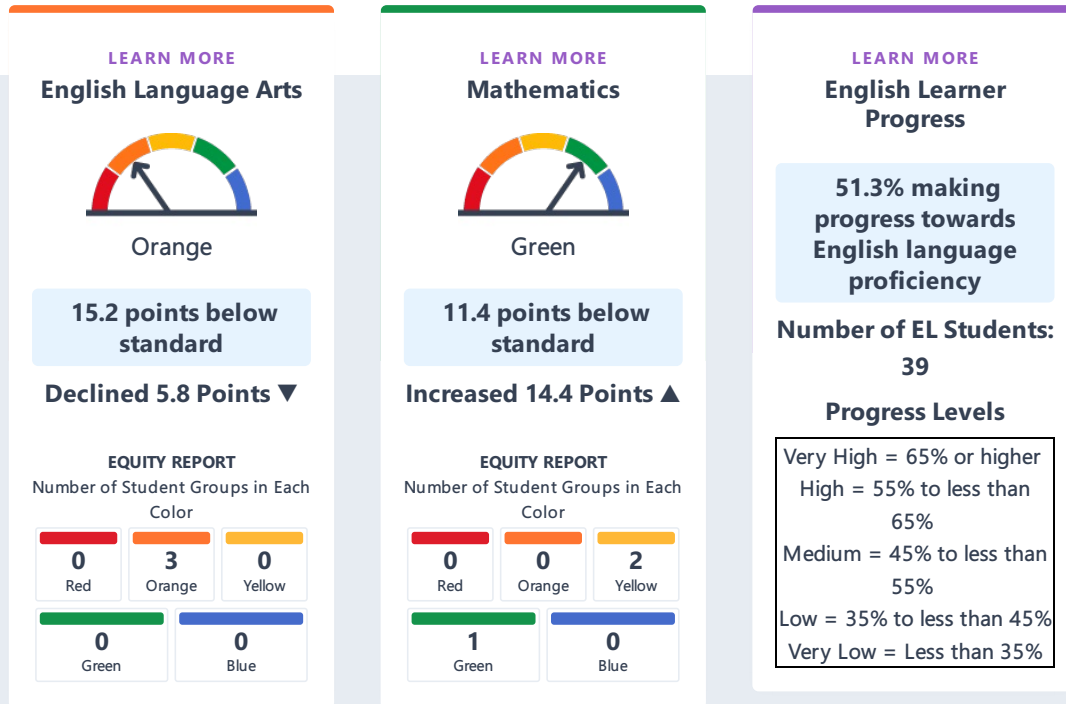 LEARN MORE
English Language Arts
Orange
15.2 points below
standard
Declined 5.8 Points ▼
EQUITY REPORT
Number of Student Groups in Each
Color
0
Red
3
Orange
0
Yellow
0
Green
0
Blue
LEARN MORE
Mathematics
Green
11.4 points below
standard
Increased 14.4 Points ▲
EQUITY REPORT
Number of Student Groups in Each
Color
0
Red
0
Orange
2
Yellow
1
Green
0
Blue
LEARN MORE
English Learner
Progress
51.3% making
progress towards
English language
proficiency
Number of EL Students:
39
Progress Levels
Very High = 65% or higher
High = 55% to less than
65%
Medium = 45% to less than
55%
Low = 35% to less than 45%
Very Low = Less than 35%